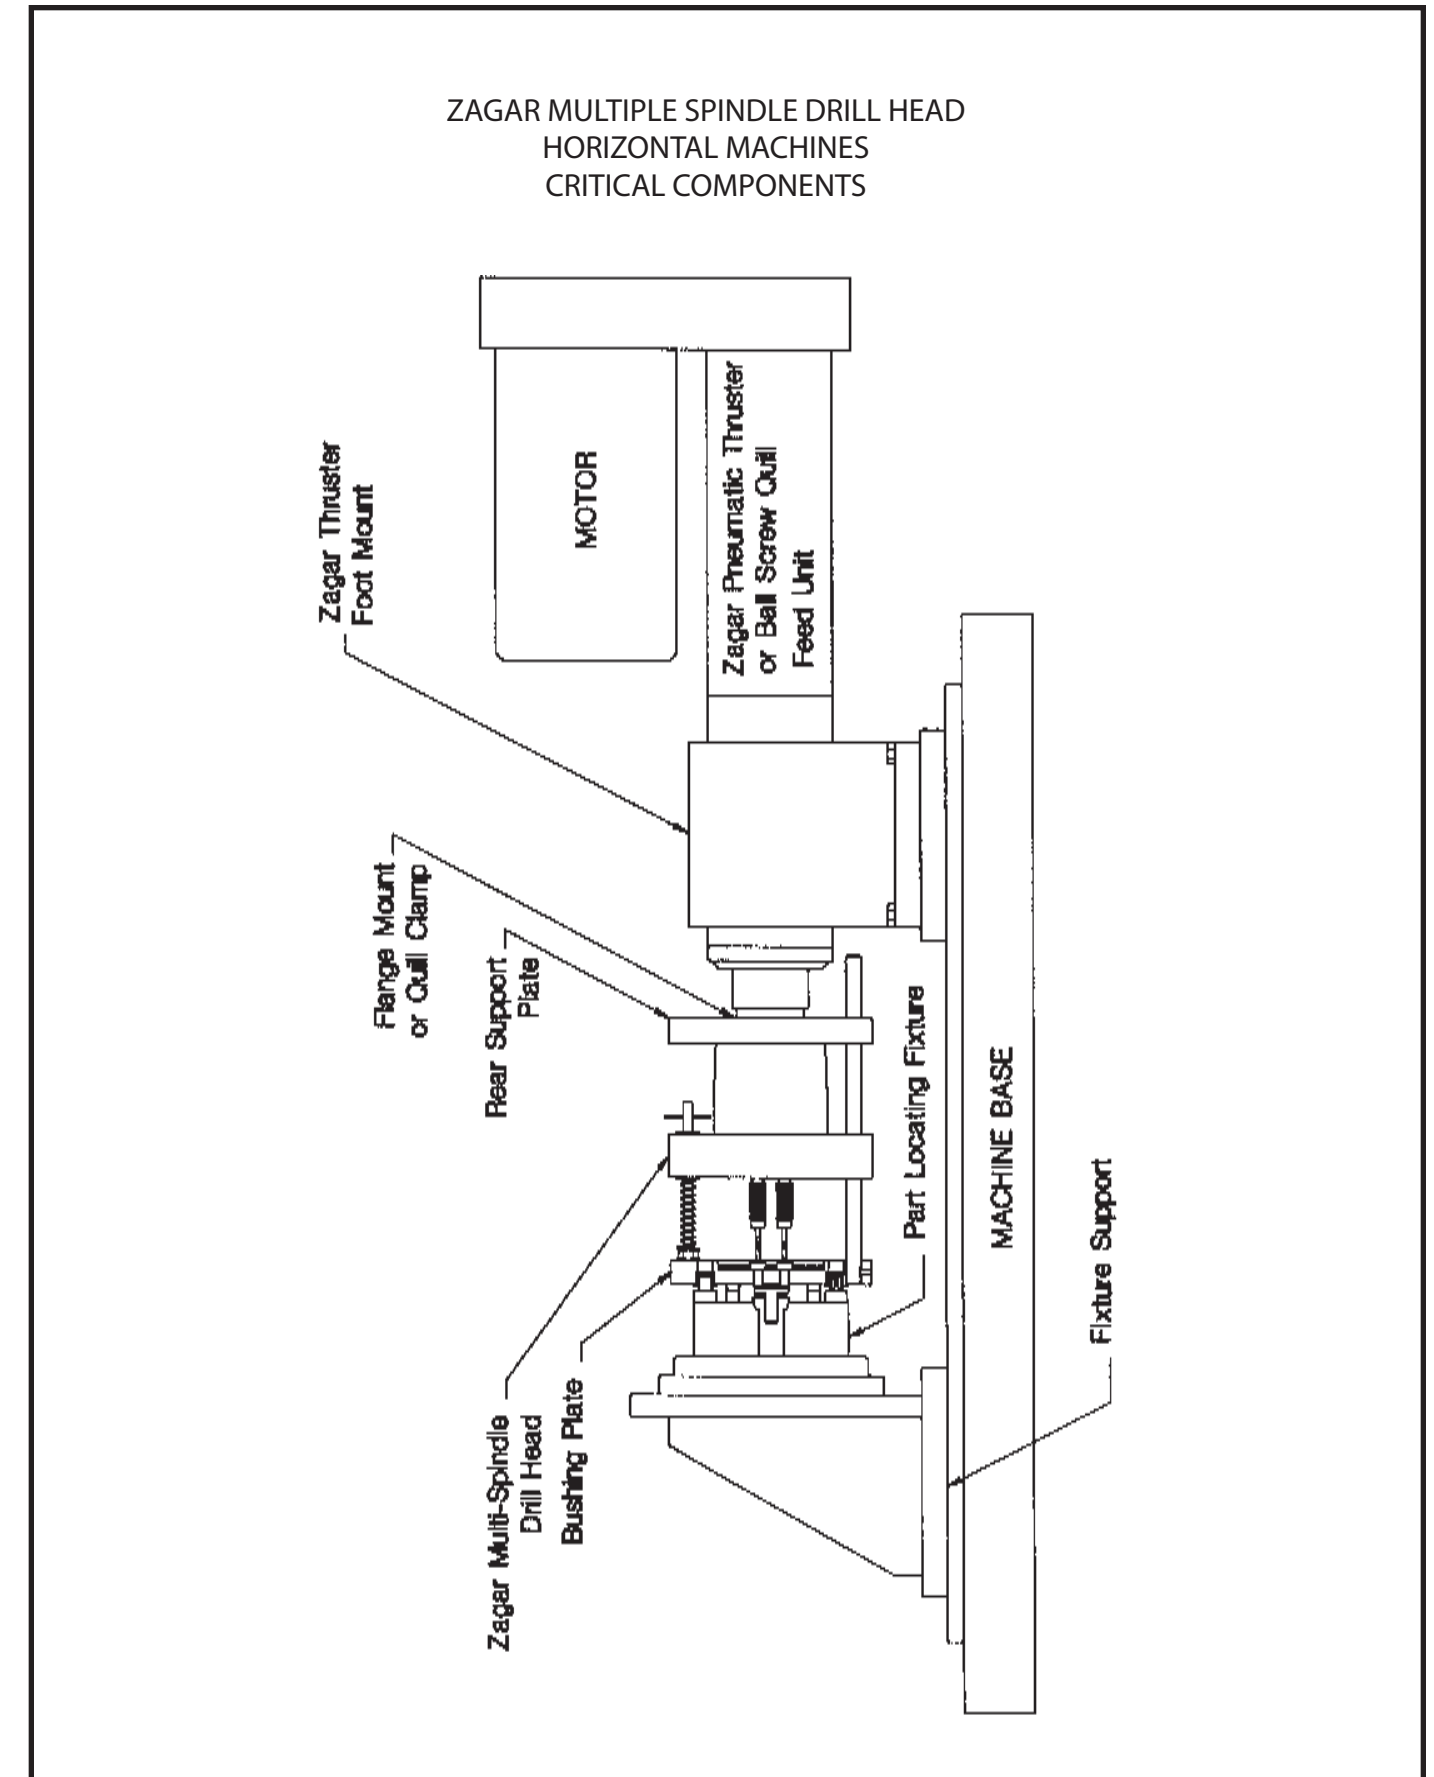 ZAGAR MULTIPLE SPINDLE DRILL HEAD
HORIZONTAL MACHINES
CRITICAL COMPONENTS
Zagar Thruster
Foot Mount
MOTOR
Zagar Pneumatic Thruster
or Ball Screw Quill
Feed Unit
Flange Mount
or Quill Clamp
Rear Support
Plate
Zagar Multi-Spindle
Drill Head
Bushing Plate
Part Locating Fixture
MACHINE BASE
Fixture Support